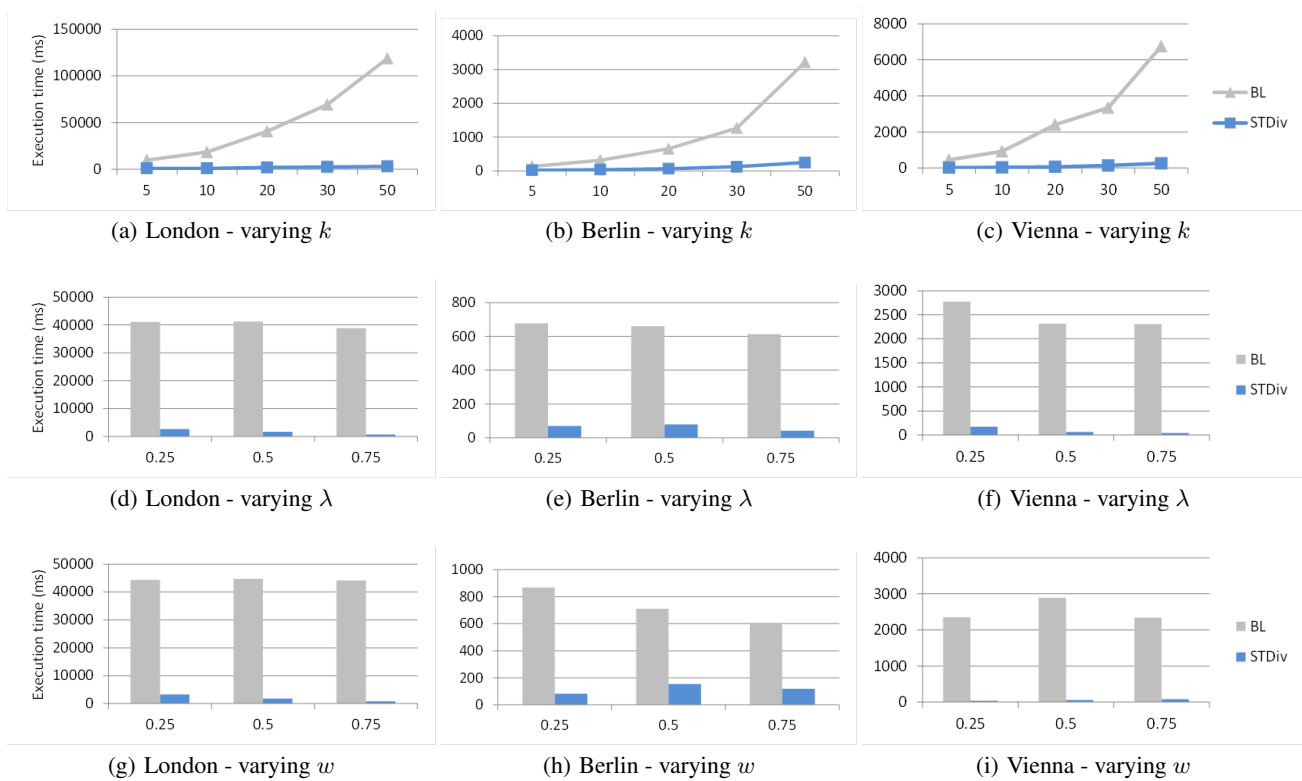 Execution time (ms)
150000
100000
50000
0
5 10 20 30 50
(a) London - varying k
4000
3000
2000
1000
0
5 10 20 30 50
(b) Berlin - varying k
8000
6000
4000
2000
0
5 10 20 30 50
BL
STDiv
(c) Vienna - varying k
Execution time (ms)
50000
40000
30000
20000
10000
0
0.25 0.5 0.75
(d) London - varying λ
800
600
400
200
0
0.25 0.5 0.75
(e) Berlin - varying λ
3000
2500
2000
1500
1000
500
0
0.25 0.5 0.75
BL
STDiv
(f) Vienna - varying λ
Execution time (ms)
50000
40000
30000
20000
10000
0
0.25 0.5 0.75
(g) London - varying w
1000
800
600
400
200
0
0.25 0.5 0.75
(h) Berlin - varying w
4000
3000
2000
1000
0
0.25 0.5 0.75
BL
STDiv
(i) Vienna - varying w